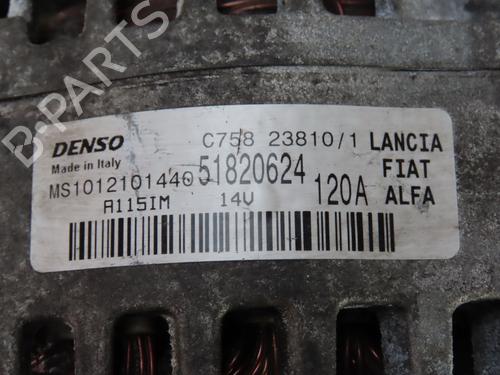 DENSO
Made in Italy
C758 23810/1
LANCIA
FIAT
ALFA
MS1012101440
51820624
120A
A115IM
14V
B-PARTS